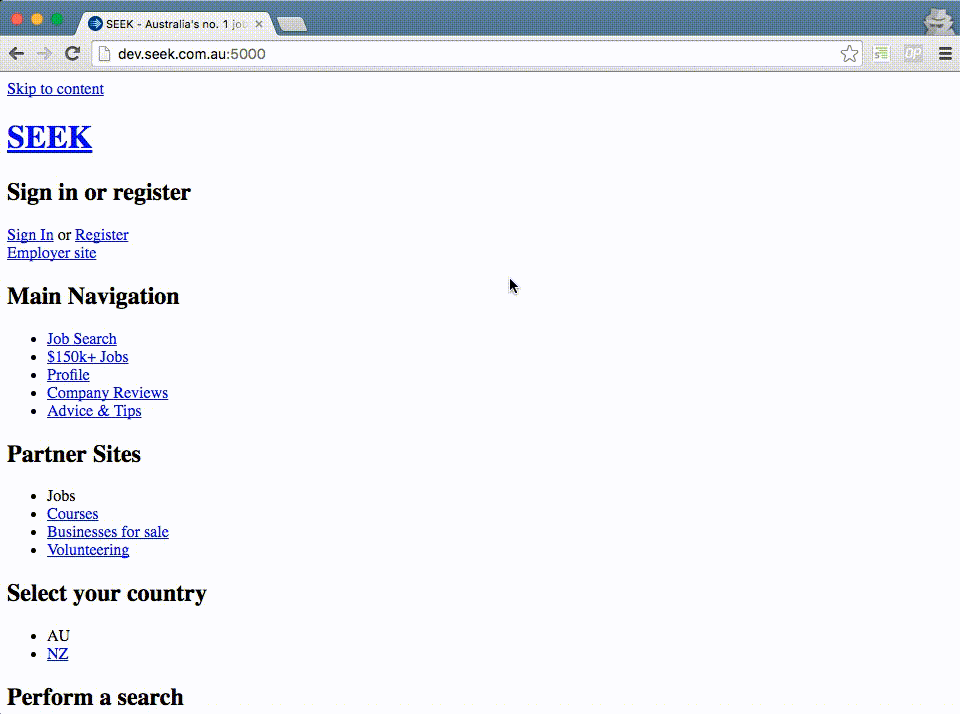 SEEK - Australia's no. 1 jo
dev.seek.com.au:5000
Skip to content
SEEK
Sign in or register
Sign In or Register
Employer site
Main Navigation
Job Search
$150k+ Jobs
Profile
Company Reviews
Advice & Tips
Partner Sites
Jobs
Courses
Businesses for sale
Volunteering
Select your country
AU
NZ
Perform a search